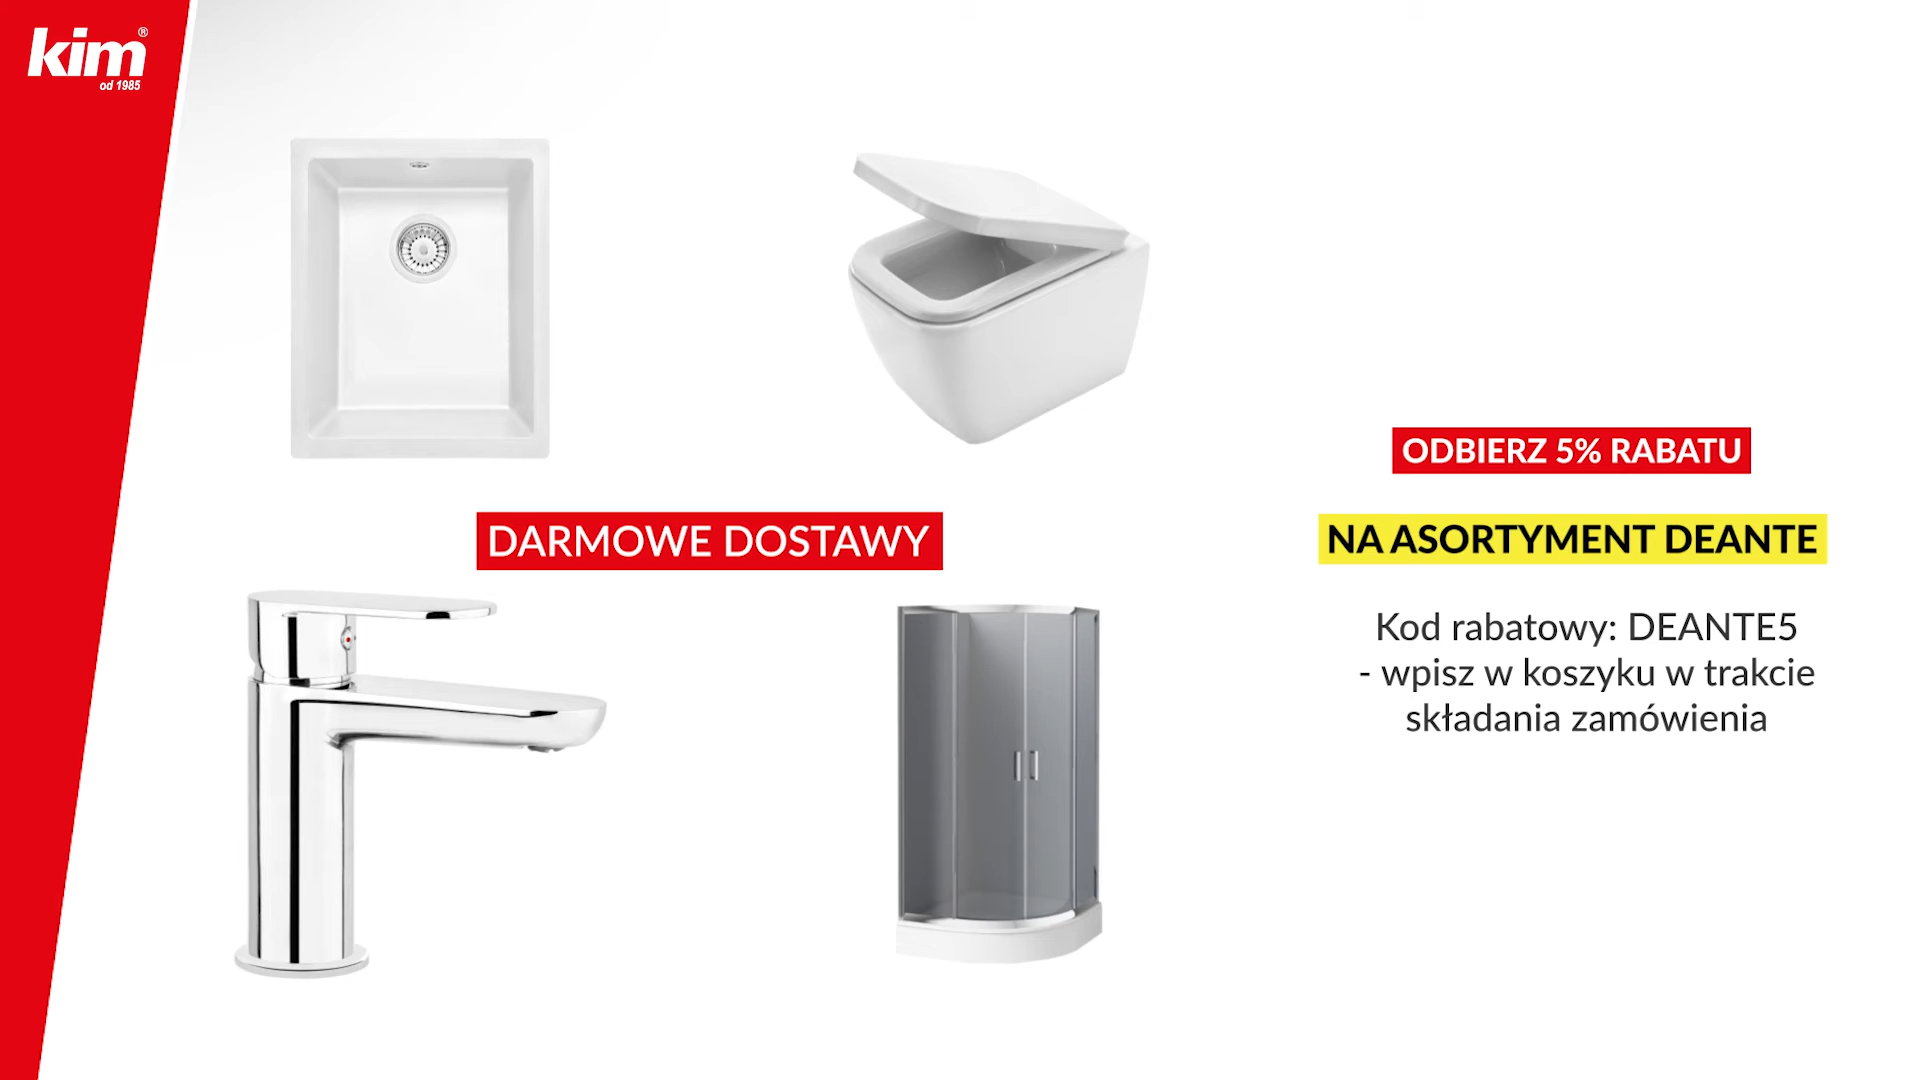 kim®
od 1985
DARMOWE DOSTAWY
ODBIERZ 5% RABATU
NA ASORTYMENT DEANTE
Kod rabatowy: DEANTE5
- wpisz w koszyku w trakcie
składania zamówienia